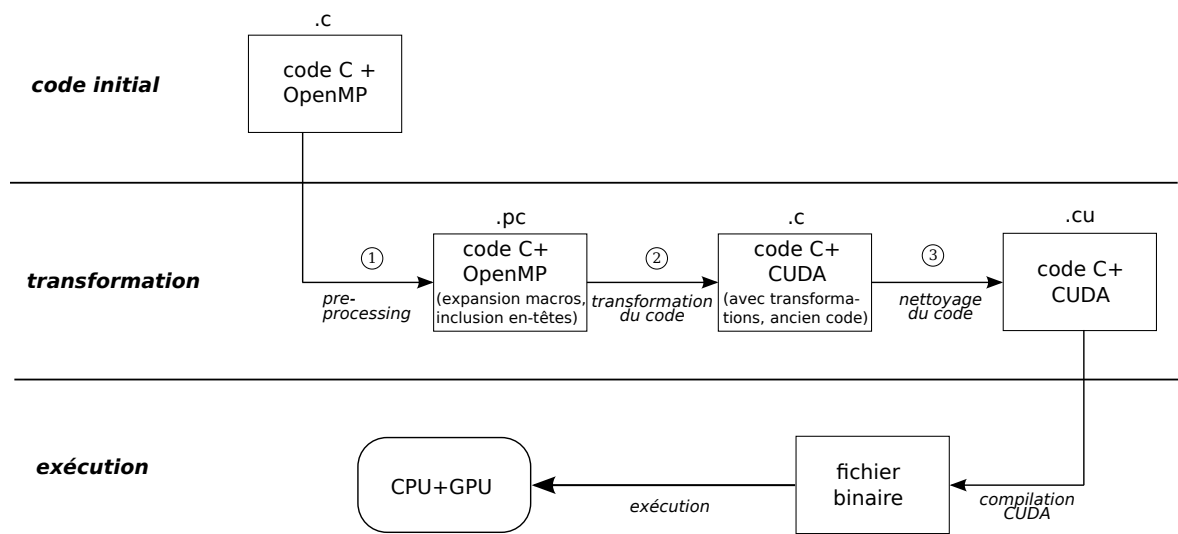 .c
code initial
code C +
OpenMP
.pc
.c
.cu
transformation
①
pre-
processing
code C+
OpenMP
(expansion macros,
inclusion en-têtes)
②
transformation
du code
code C+
CUDA
(avec transforma-
tions, ancien code)
③
nettoyage
du code
code C+
CUDA
exécution
CPU+GPU
exécution
fichier
binaire
compilation
CUDA